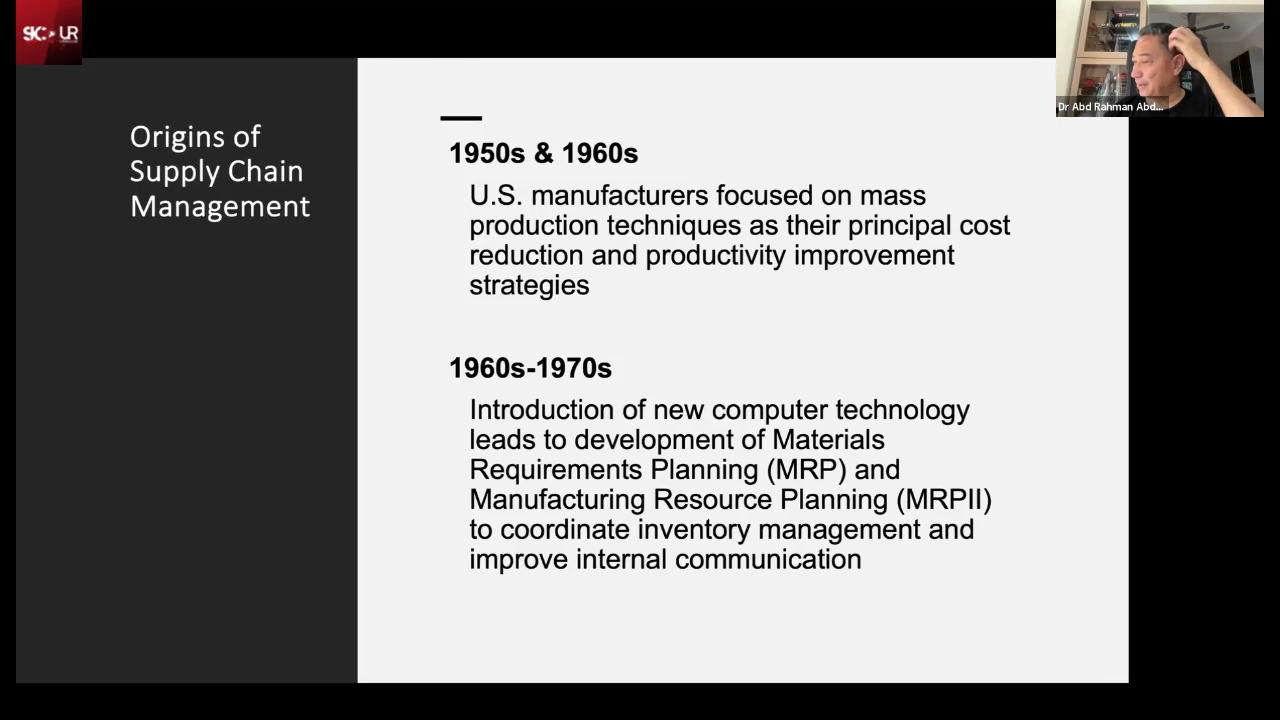 SK
UR
Dr Abd Rahman Abd...
Origins of
Supply Chain
Management
1950s & 1960s
U.S. manufacturers focused on mass
production techniques as their principal cost
reduction and productivity improvement
strategies
1960s-1970s
Introduction of new computer technology
leads to development of Materials
Requirements Planning (MRP) and
Manufacturing Resource Planning (MRPII)
to coordinate inventory management and
improve internal communication